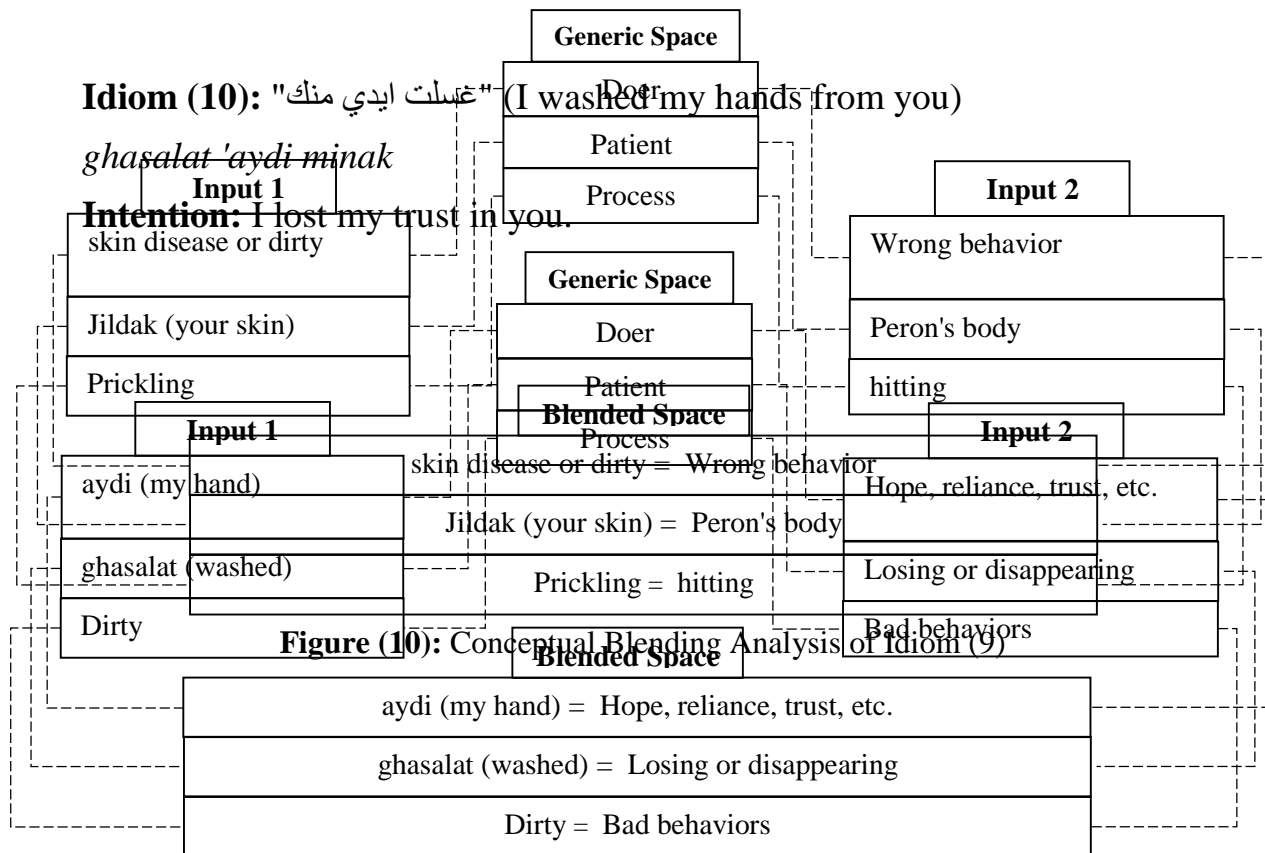 Generic Space
Idiom (10): "غسلت ايدي منك" (I washed my hands from you)
Doer
Patient
ghasalat 'aydi minak
Input 1
Process
Input 2
Intention: I lost my trust in you.
skin disease or dirty
Wrong behavior
Generic Space
Jildak (your skin)
Doer
Peron's body
Prickling
Patient
hitting
Blended Space
Input 1
Process
Input 2
skin disease or dirty = Wrong behavior
aydi (my hand)
Hope, reliance, trust, etc.
Jildak (your skin) = Peron's body
ghasalat (washed)
Losing or disappearing
Prickling = hitting
Dirty
Bad behaviors
Figure (10): Conceptual Blending Analysis of Idiom (9)
Blended Space
aydi (my hand) = Hope, reliance, trust, etc.
ghasalat (washed) = Losing or disappearing
Dirty = Bad behaviors